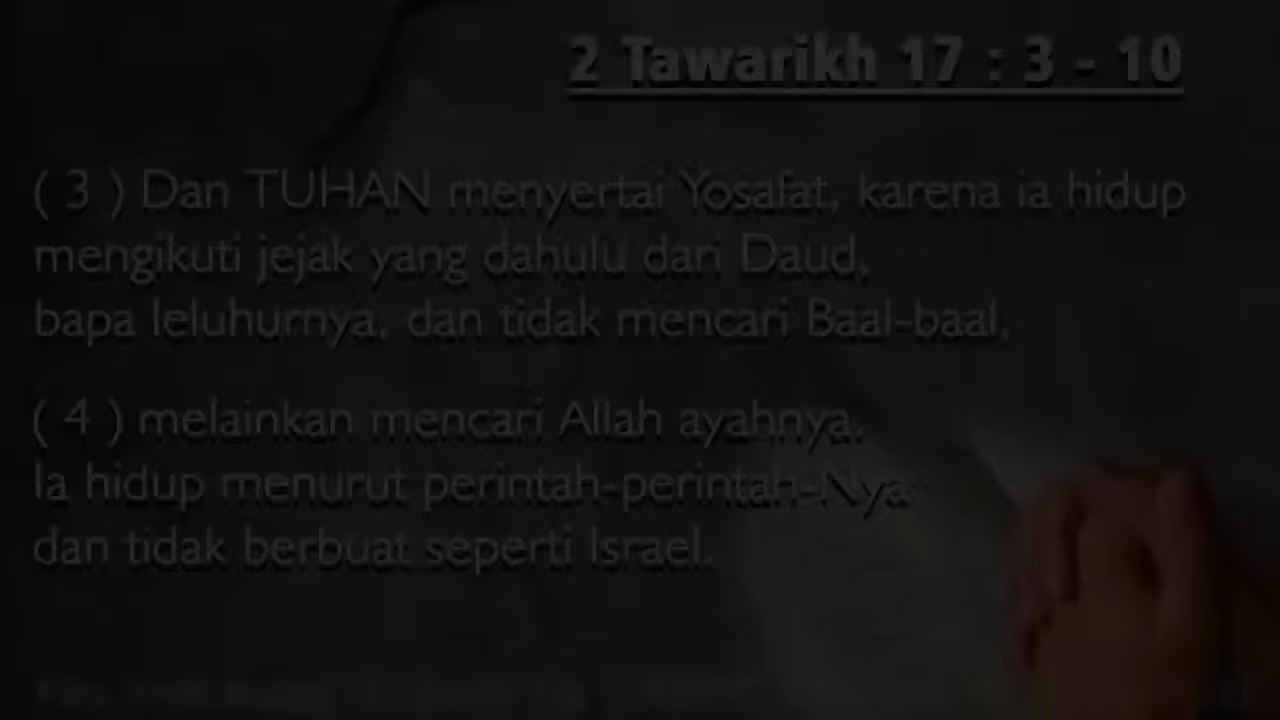 2 Tawarikh 17 : 3 - 10
( 3 ) Dan TUHAN menyertai Yosafat, karena ia hidup
mengikuti jejak yang dahulu dari Daud,
bapa leluhurnya, dan tidak mencari Baal-baal,
( 4 ) melainkan mencari Allah ayahnya.
Ia hidup menurut perintah-perintah-Nya
dan tidak berbuat seperti Israel.